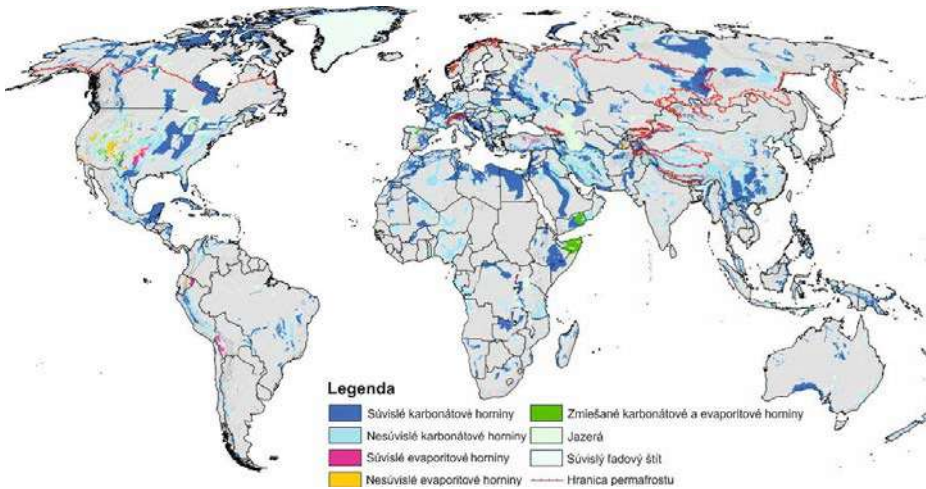 Legenda
Súvislé karbonátové horniny
Nesúvislé karbonátové horniny
Súvislé evaporitové horniny
Nesúvislé evaporitové horniny
Zmiešané karbonátové a evaporitové horniny
Jazerá
Súvislý ľadový štít
Hranica permafrostu